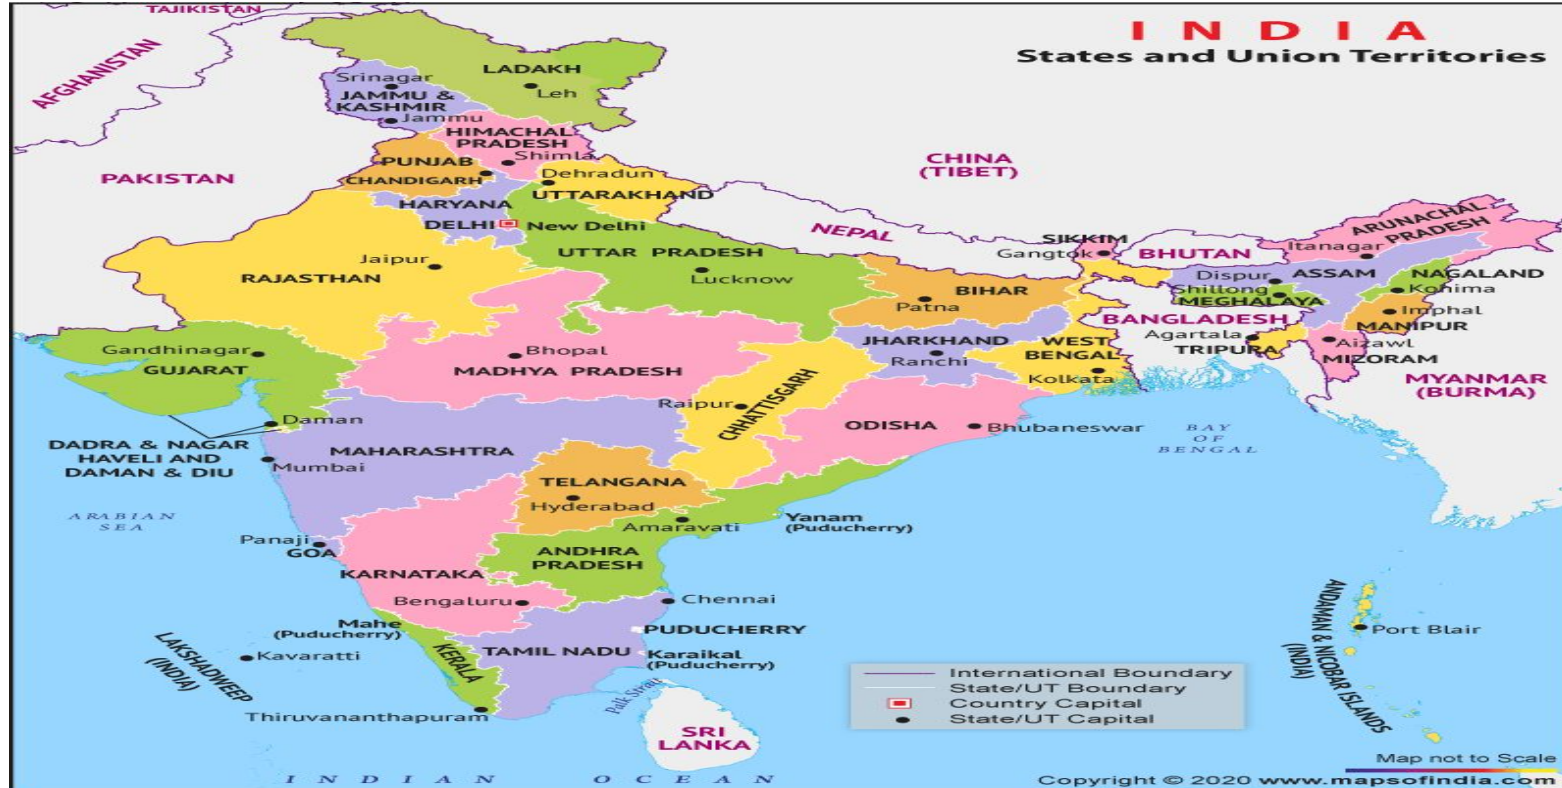 TAJIKISTAN
INDIA
States and Union Territories
AFGHANISTAN
LADAKH
Srinagar
Leh
JAMMU &
KASHMIR
Jammu
HIMACHAL
PRADESH
Shimla
PUNJAB
CHANDIGARH
Dehradun
UTTARAKHAND
PAKISTAN
CHINA
(TIBET)
HARYANA
DELHI
New Delhi
UTTAR PRADESH
Lucknow
NEPAL
SIKKIM
Gangtok
BHUTAN
ARUNACHAL
PRADESH
Itanagar
RAJASTHAN
Jaipur
BIHAR
Patna
Dispur
ASSAM
NAGALAND
Kohima
Shillong
MEGHALAYA
Imphal
MANIPUR
BANGLADESH
Agartala
TRIPURA
Aizawl
MIZORAM
MYANMAR
(BURMA)
Gandhinagar
GUJARAT
Bhopal
MADHYA PRADESH
JHARKHAND
Ranchi
WEST
BENGAL
Kolkata
Raipur
CHHATTISGARH
ODISHA
Bhubaneswar
BAY
OF
BENGAL
Daman
DADRA & NAGAR
HAVELI AND
DAMAN & DIU
Mumbai
MAHARASHTRA
TELANGANA
Hyderabad
ARABIAN
SEA
Amaravati
Yanam
(Puducherry)
Panaji
GOA
KARNATAKA
ANDHRA
PRADESH
Bengaluru
Chennai
Mahe
(Puducherry)
PUDUCHERRY
KERALA
TAMIL NADU
Karaikal
(Puducherry)
LAKSHADWEEP
(INDIA)
Kavaratti
Thiruvananthapuram
Palk Strait
SRI
LANKA
ANDAMAN & NICOBAR ISLANDS
(INDIA)
Port Blair
International Boundary
State/UT Boundary
Country Capital
State/UT Capital
INDIAN OCEAN
Map not to Scale
Copyright © 2020 www.mapsofindia.com